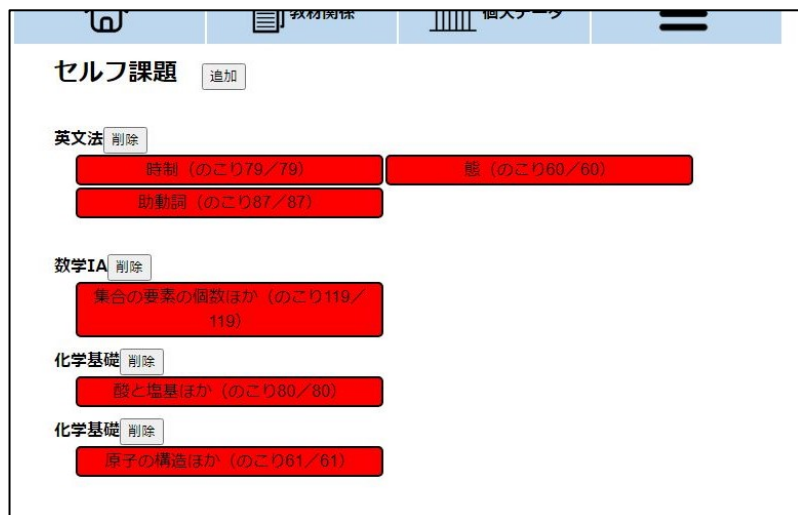 教材関係
個人データ
セルフ課題 追加
英文法 削除
時制（のこり79／79） 態（のこり60／60）
助動詞（のこり87／87）
数学IA 削除
集合の要素の個数ほか（のこり119／
119）
化学基礎 削除
酸と塩基ほか（のこり80／80）
化学基礎 削除
原子の構造ほか（のこり61／61）